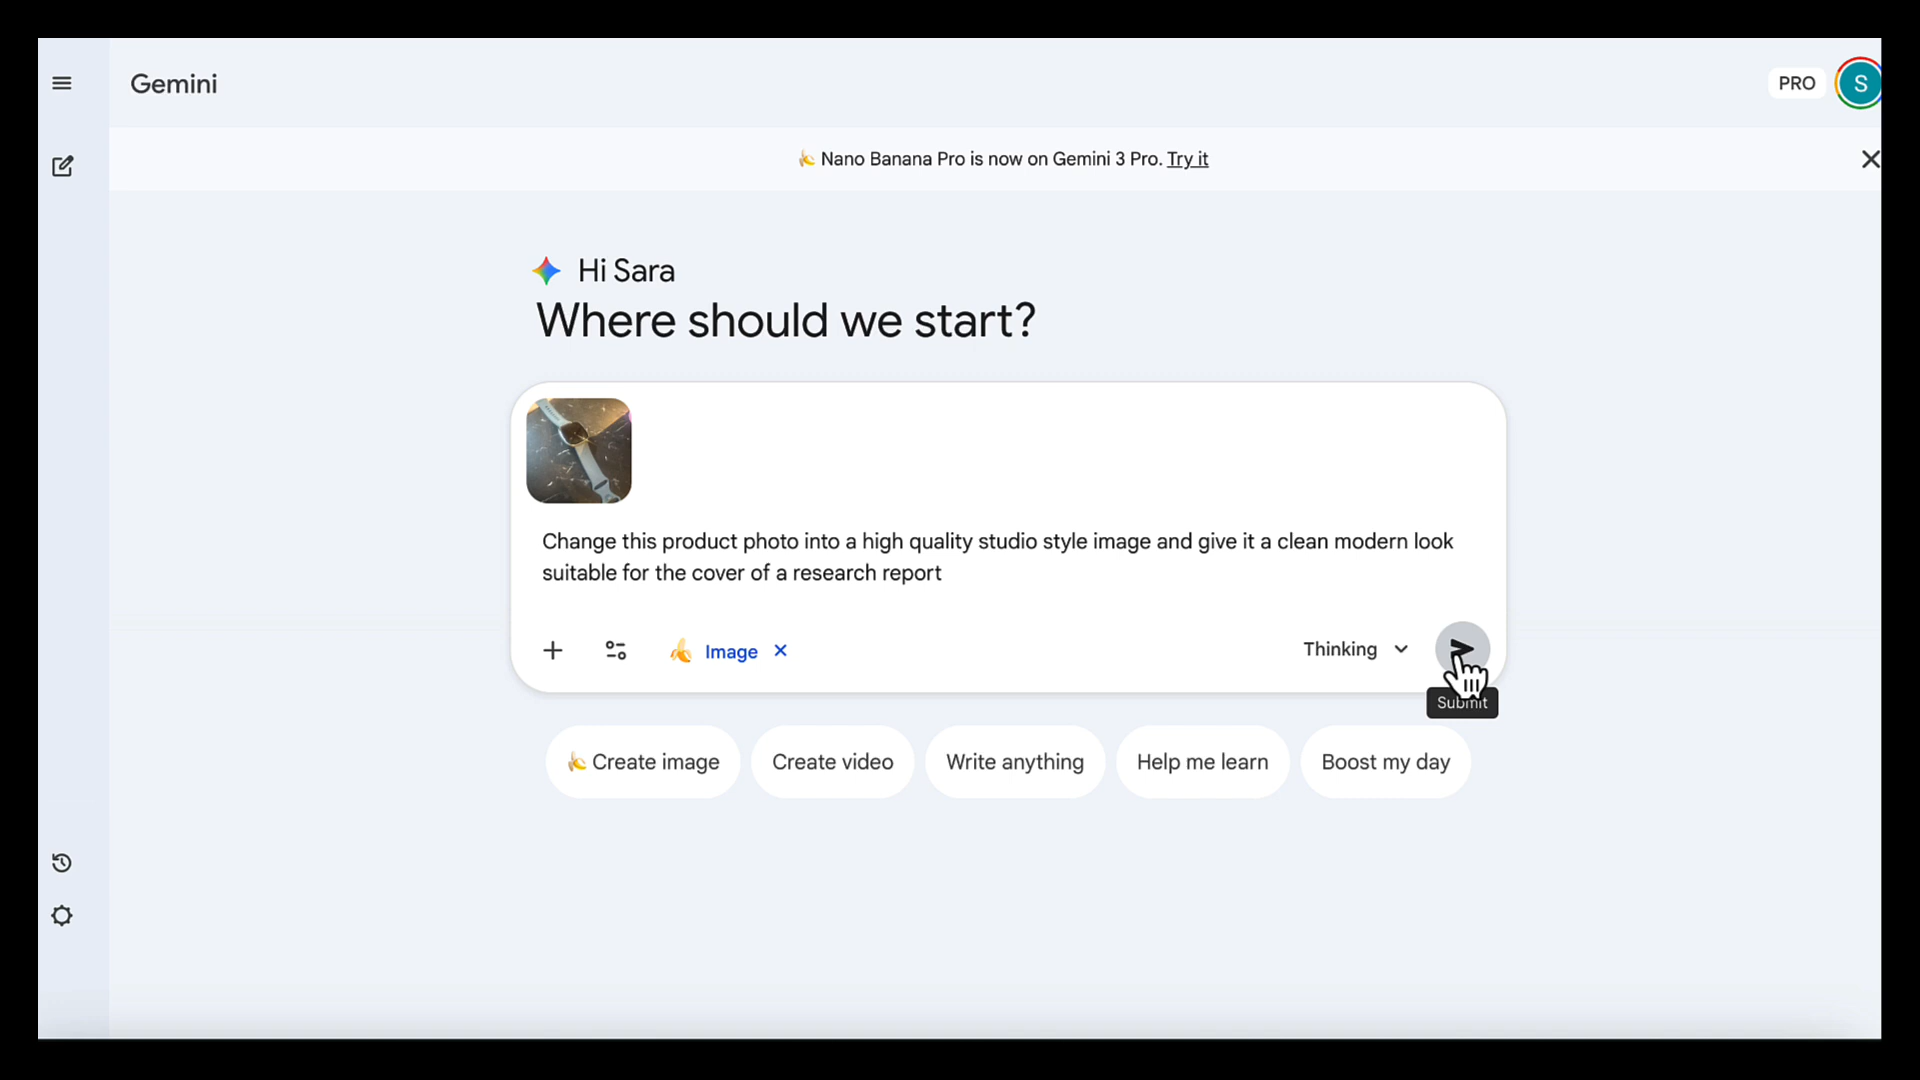 Gemini
PRO
S
Nano Banana Pro is now on Gemini 3 Pro. Try it
Hi Sara
Where should we start?
Change this product photo into a high quality studio style image and give it a clean modern look
suitable for the cover of a research report
Image
Thinking
Submit
Create image
Create video
Write anything
Help me learn
Boost my day